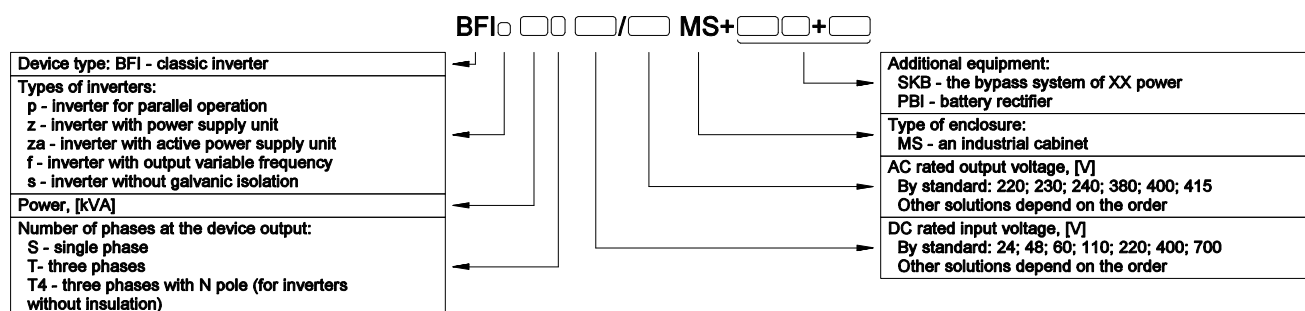 BFI / MS+ +
Device type: BFI - classic inverter
Types of inverters:
p - inverter for parallel operation
z - inverter with power supply unit
za - inverter with active power supply unit
f - inverter with output variable frequency
s - inverter without galvanic isolation
Power, [kVA]
Number of phases at the device output:
S - single phase
T- three phases
T4 - three phases with N pole (for inverters
without insulation)
Additional equipment:
SKB - the bypass system of XX power
PBI - battery rectifier
Type of enclosure:
MS - an industrial cabinet
AC rated output voltage, [V]
By standard: 220; 230; 240; 380; 400; 415
Other solutions depend on the order
DC rated input voltage, [V]
By standard: 24; 48; 60; 110; 220; 400; 700
Other solutions depend on the order